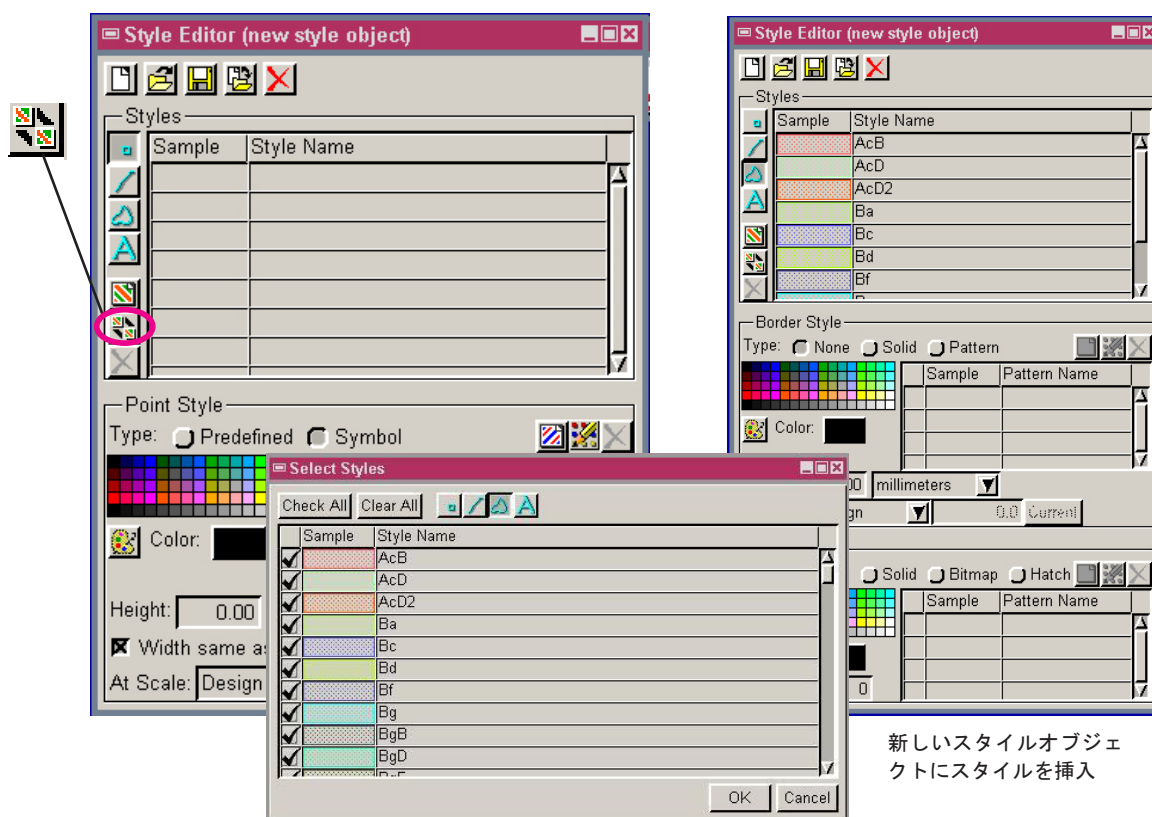 Style Editor (new style object)
Styles
Sample Style Name
Point Style
Type: Predefined Symbol
Color:
Height: 0.00
Width same as
At Scale: Design
Select Styles
Check All Clear All
Sample Style Name
AcB
AcD
AcD2
Ba
Bc
Bd
Bf
Bg
BgB
BgD
OK Cancel
Style Editor (new style object)
Styles
Sample Style Name
AcB
AcD
AcD2
Ba
Bc
Bd
Bf
Border Style
Type: None Solid Pattern
Sample Pattern Name
Color:
millimeters
0.0 Current
Solid Bitmap Hatch
Sample Pattern Name
0
新しいスタイルオブジェ
クトにスタイルを挿入